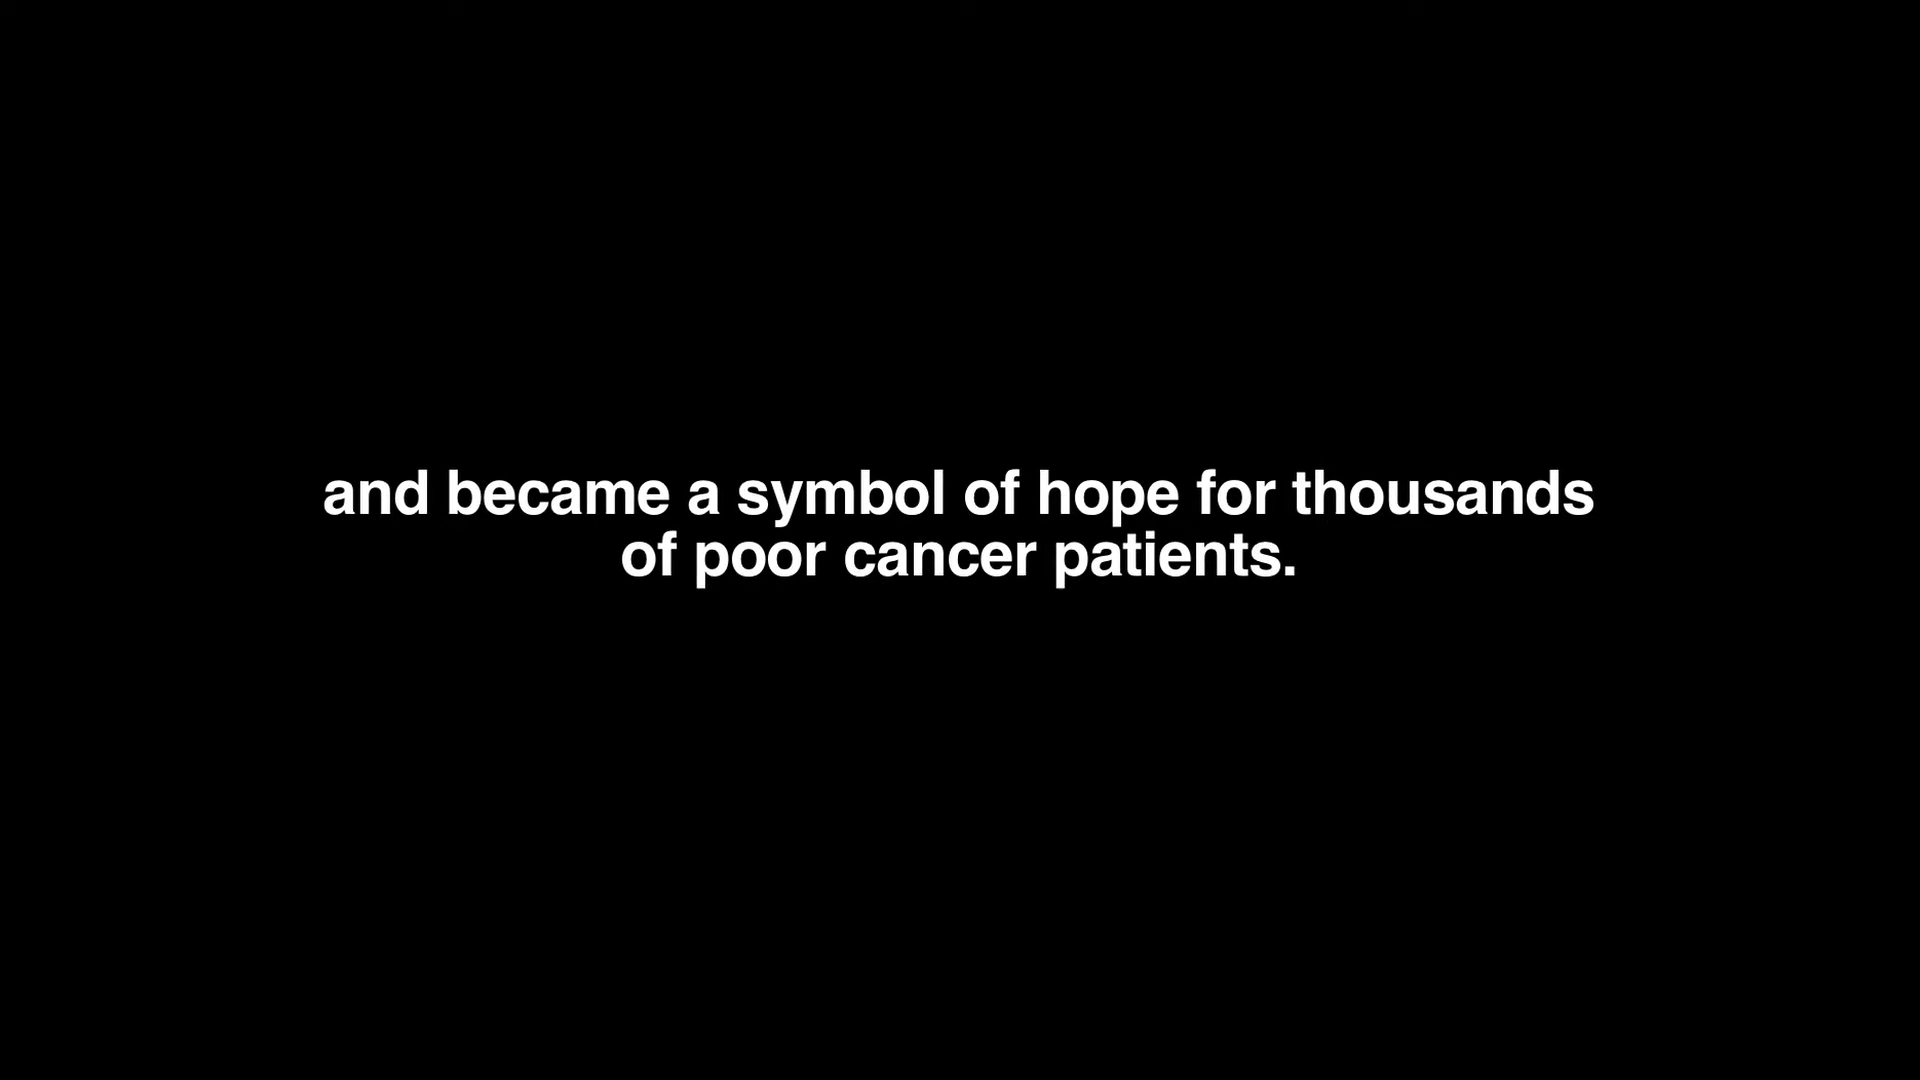 and became a symbol of hope for thousands
of poor cancer patients.